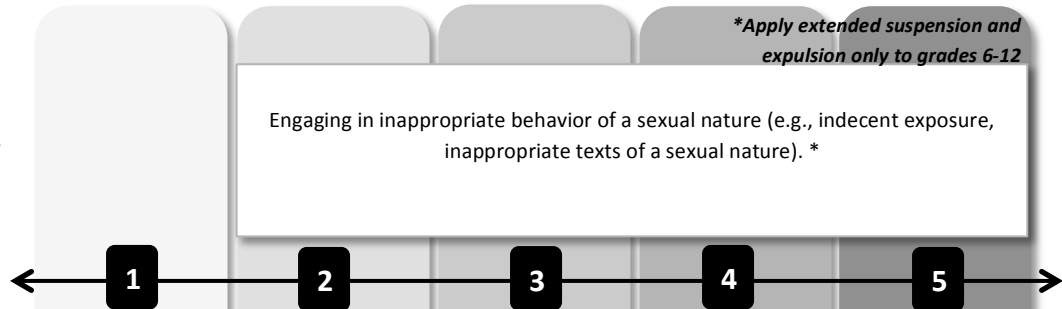 *Apply extended suspension and
expulsion only to grades 6-12
Engaging in inappropriate behavior of a sexual nature (e.g., indecent exposure,
inappropriate texts of a sexual nature). *
1 2 3 4 5